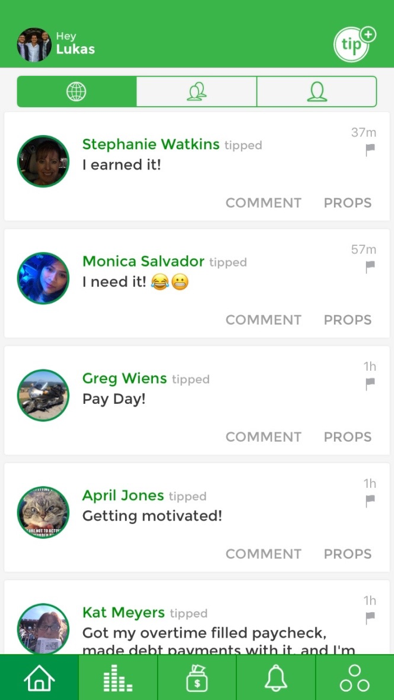 Hey
Lukas
tip
Stephanie Watkins tipped
37m
I earned it!
COMMENT PROPS
Monica Salvador tipped
57m
I need it! 😂😬
COMMENT PROPS
Greg Wiens tipped
1h
Pay Day!
COMMENT PROPS
April Jones tipped
1h
Getting motivated!
COMMENT PROPS
Kat Meyers tipped
1h
Got my overtime filled paycheck,
made debt payments with it, and I'm